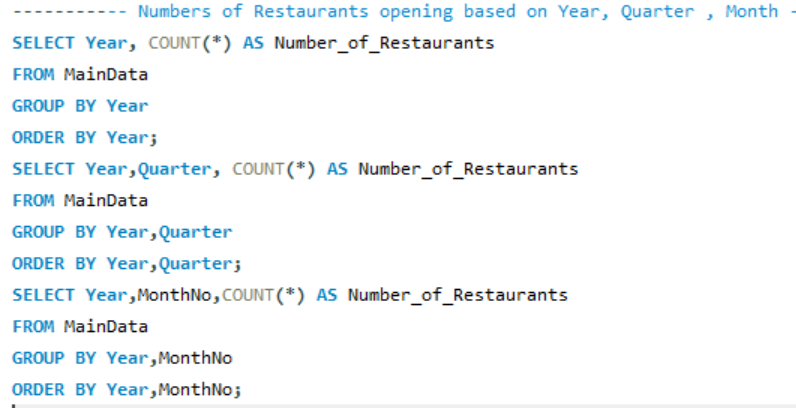 ----------- Numbers of Restaurants opening based on Year, Quarter , Month -
SELECT Year, COUNT(*) AS Number_of_Restaurants
FROM MainData
GROUP BY Year
ORDER BY Year;
SELECT Year,Quarter, COUNT(*) AS Number_of_Restaurants
FROM MainData
GROUP BY Year,Quarter
ORDER BY Year,Quarter;
SELECT Year,MonthNo,COUNT(*) AS Number_of_Restaurants
FROM MainData
GROUP BY Year,MonthNo
ORDER BY Year,MonthNo;